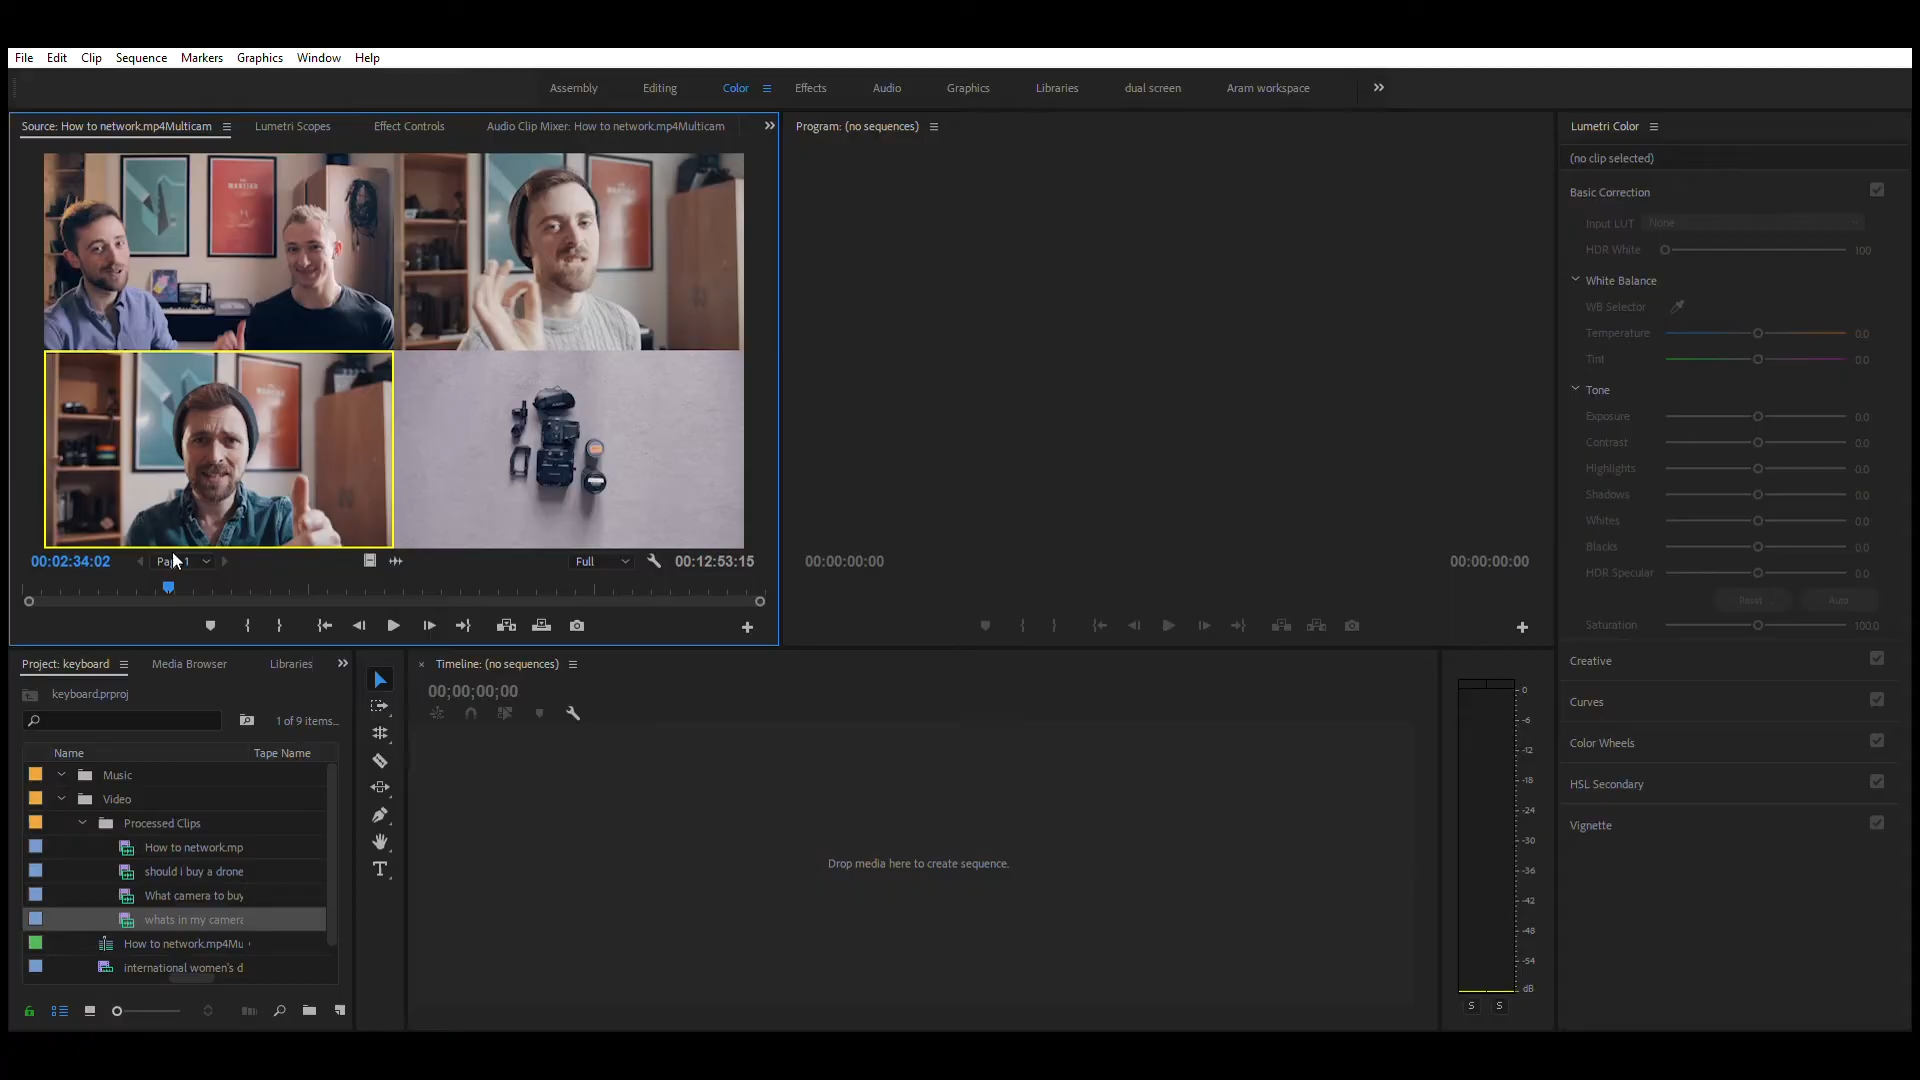 File Edit Clip Sequence Markers Graphics Window Help
Assembly Editing Color Effects Audio Graphics Libraries dual screen Aram workspace
Source: How to network.mp4Multicam Lumetri Scopes Effect Controls Audio Clip Mixer: How to network.mp4Multicam
Program: (no sequences)
Lumetri Color
(no clip selected)
Basic Correction
Input LUT None
HDR White 100
White Balance
WB Selector
Temperature 0.0
Tint 0.0
Tone
Exposure 0.0
Contrast 0.0
Highlights 0.0
Shadows 0.0
Whites 0.0
Blacks 0.0
HDR Specular 0.0
Reset Auto
Saturation 100.0
Creative
Curves
Color Wheels
HSL Secondary
Vignette
00:02:34:02 1 Full 00:12:53:15
00:00:00:00 00:00:00:00
Project: keyboard Media Browser Libraries
keyboard.prproj
1 of 9 items...
Name Tape Name
Music
Video
Processed Clips
How to network.mp
should i buy a drone
What camera to buy
whats in my camera
How to network.mp4Mu
international women's d
Timeline: (no sequences)
00;00;00;00
Drop media here to create sequence.
0
-6
-12
-18
-24
-30
-36
-42
-48
-54
dB
S S